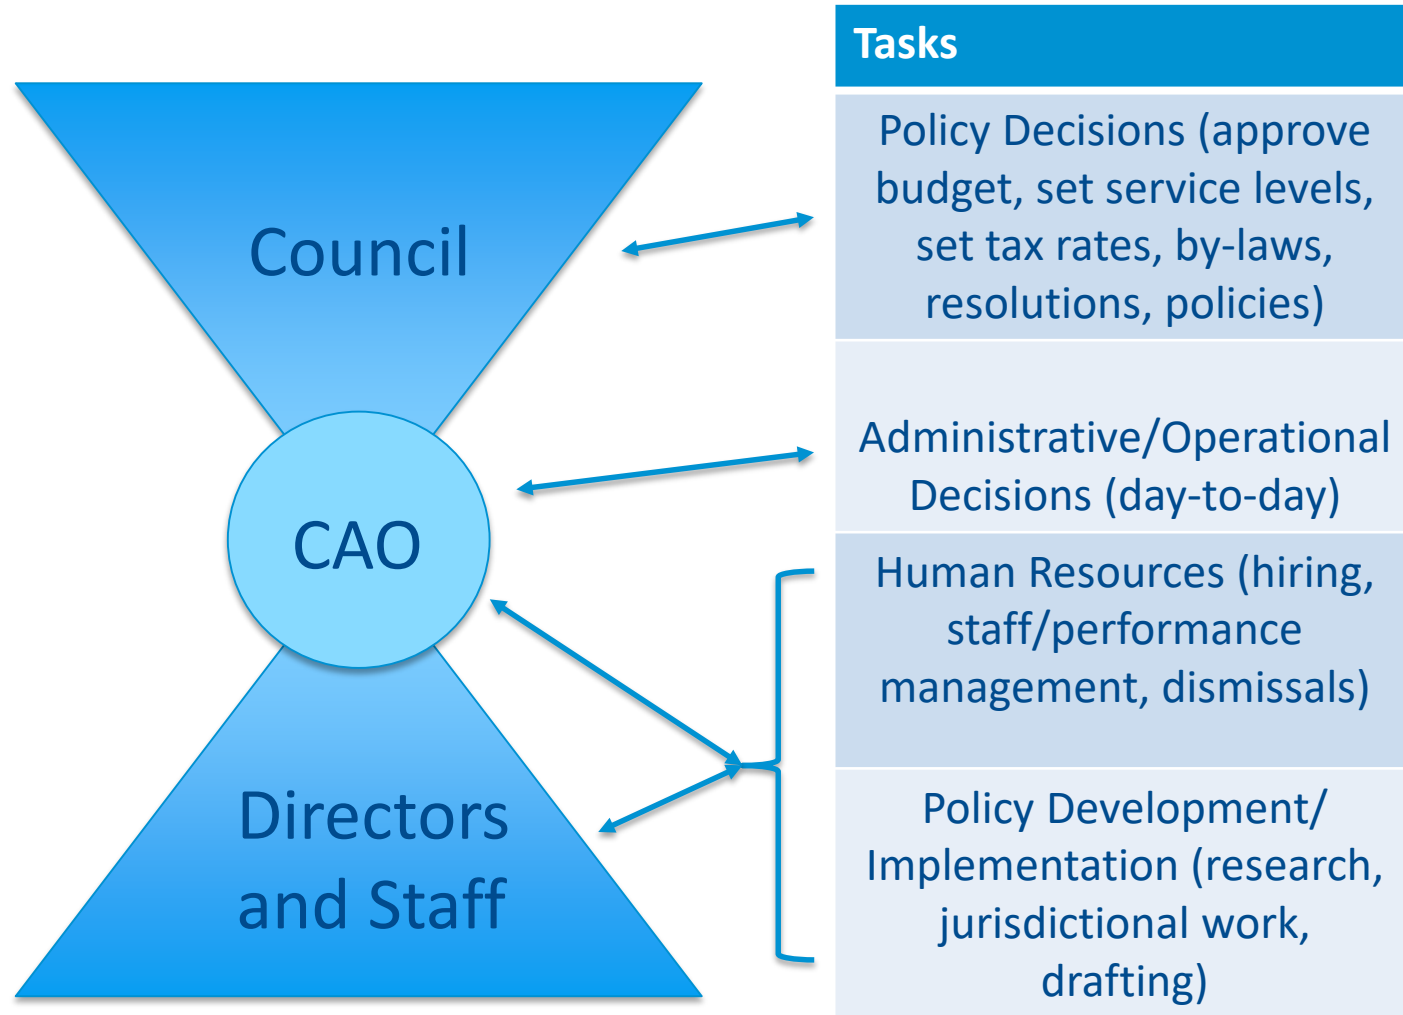 Tasks
Council
Policy Decisions (approve
budget, set service levels,
set tax rates, by-laws,
resolutions, policies)
CAO
Administrative/Operational
Decisions (day-to-day)
Human Resources (hiring,
staff/performance
management, dismissals)
Directors
and Staff
Policy Development/
Implementation (research,
jurisdictional work,
drafting)